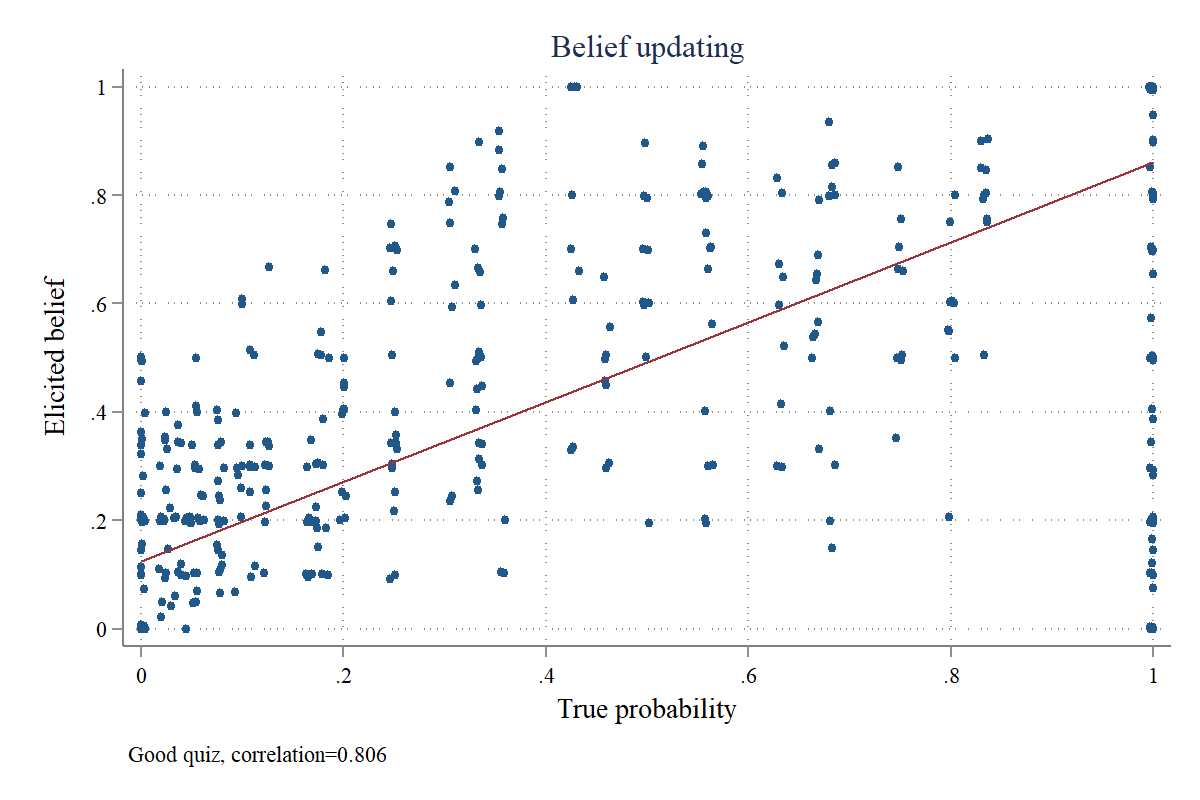 Belief updating
Elicited belief
1
.8
.6
.4
.2
0
0 .2 .4 .6 .8 1
True probability
Good quiz, correlation=0.806